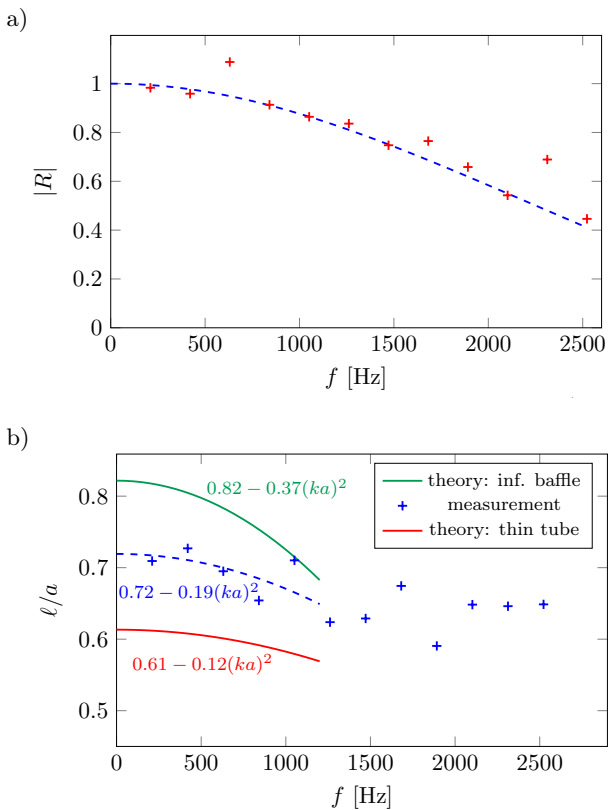 a)
1
0.8
0.6
0.4
0.2
0
|R|
0 500 1000 1500 2000 2500
f [Hz]
b)
0.8
0.7
0.6
0.5
ℓ/a
0.82 − 0.37(ka)²
0.72 − 0.19(ka)²
0.61 − 0.12(ka)²
theory: inf. baffle
measurement
theory: thin tube
0 500 1000 1500 2000 2500
f [Hz]